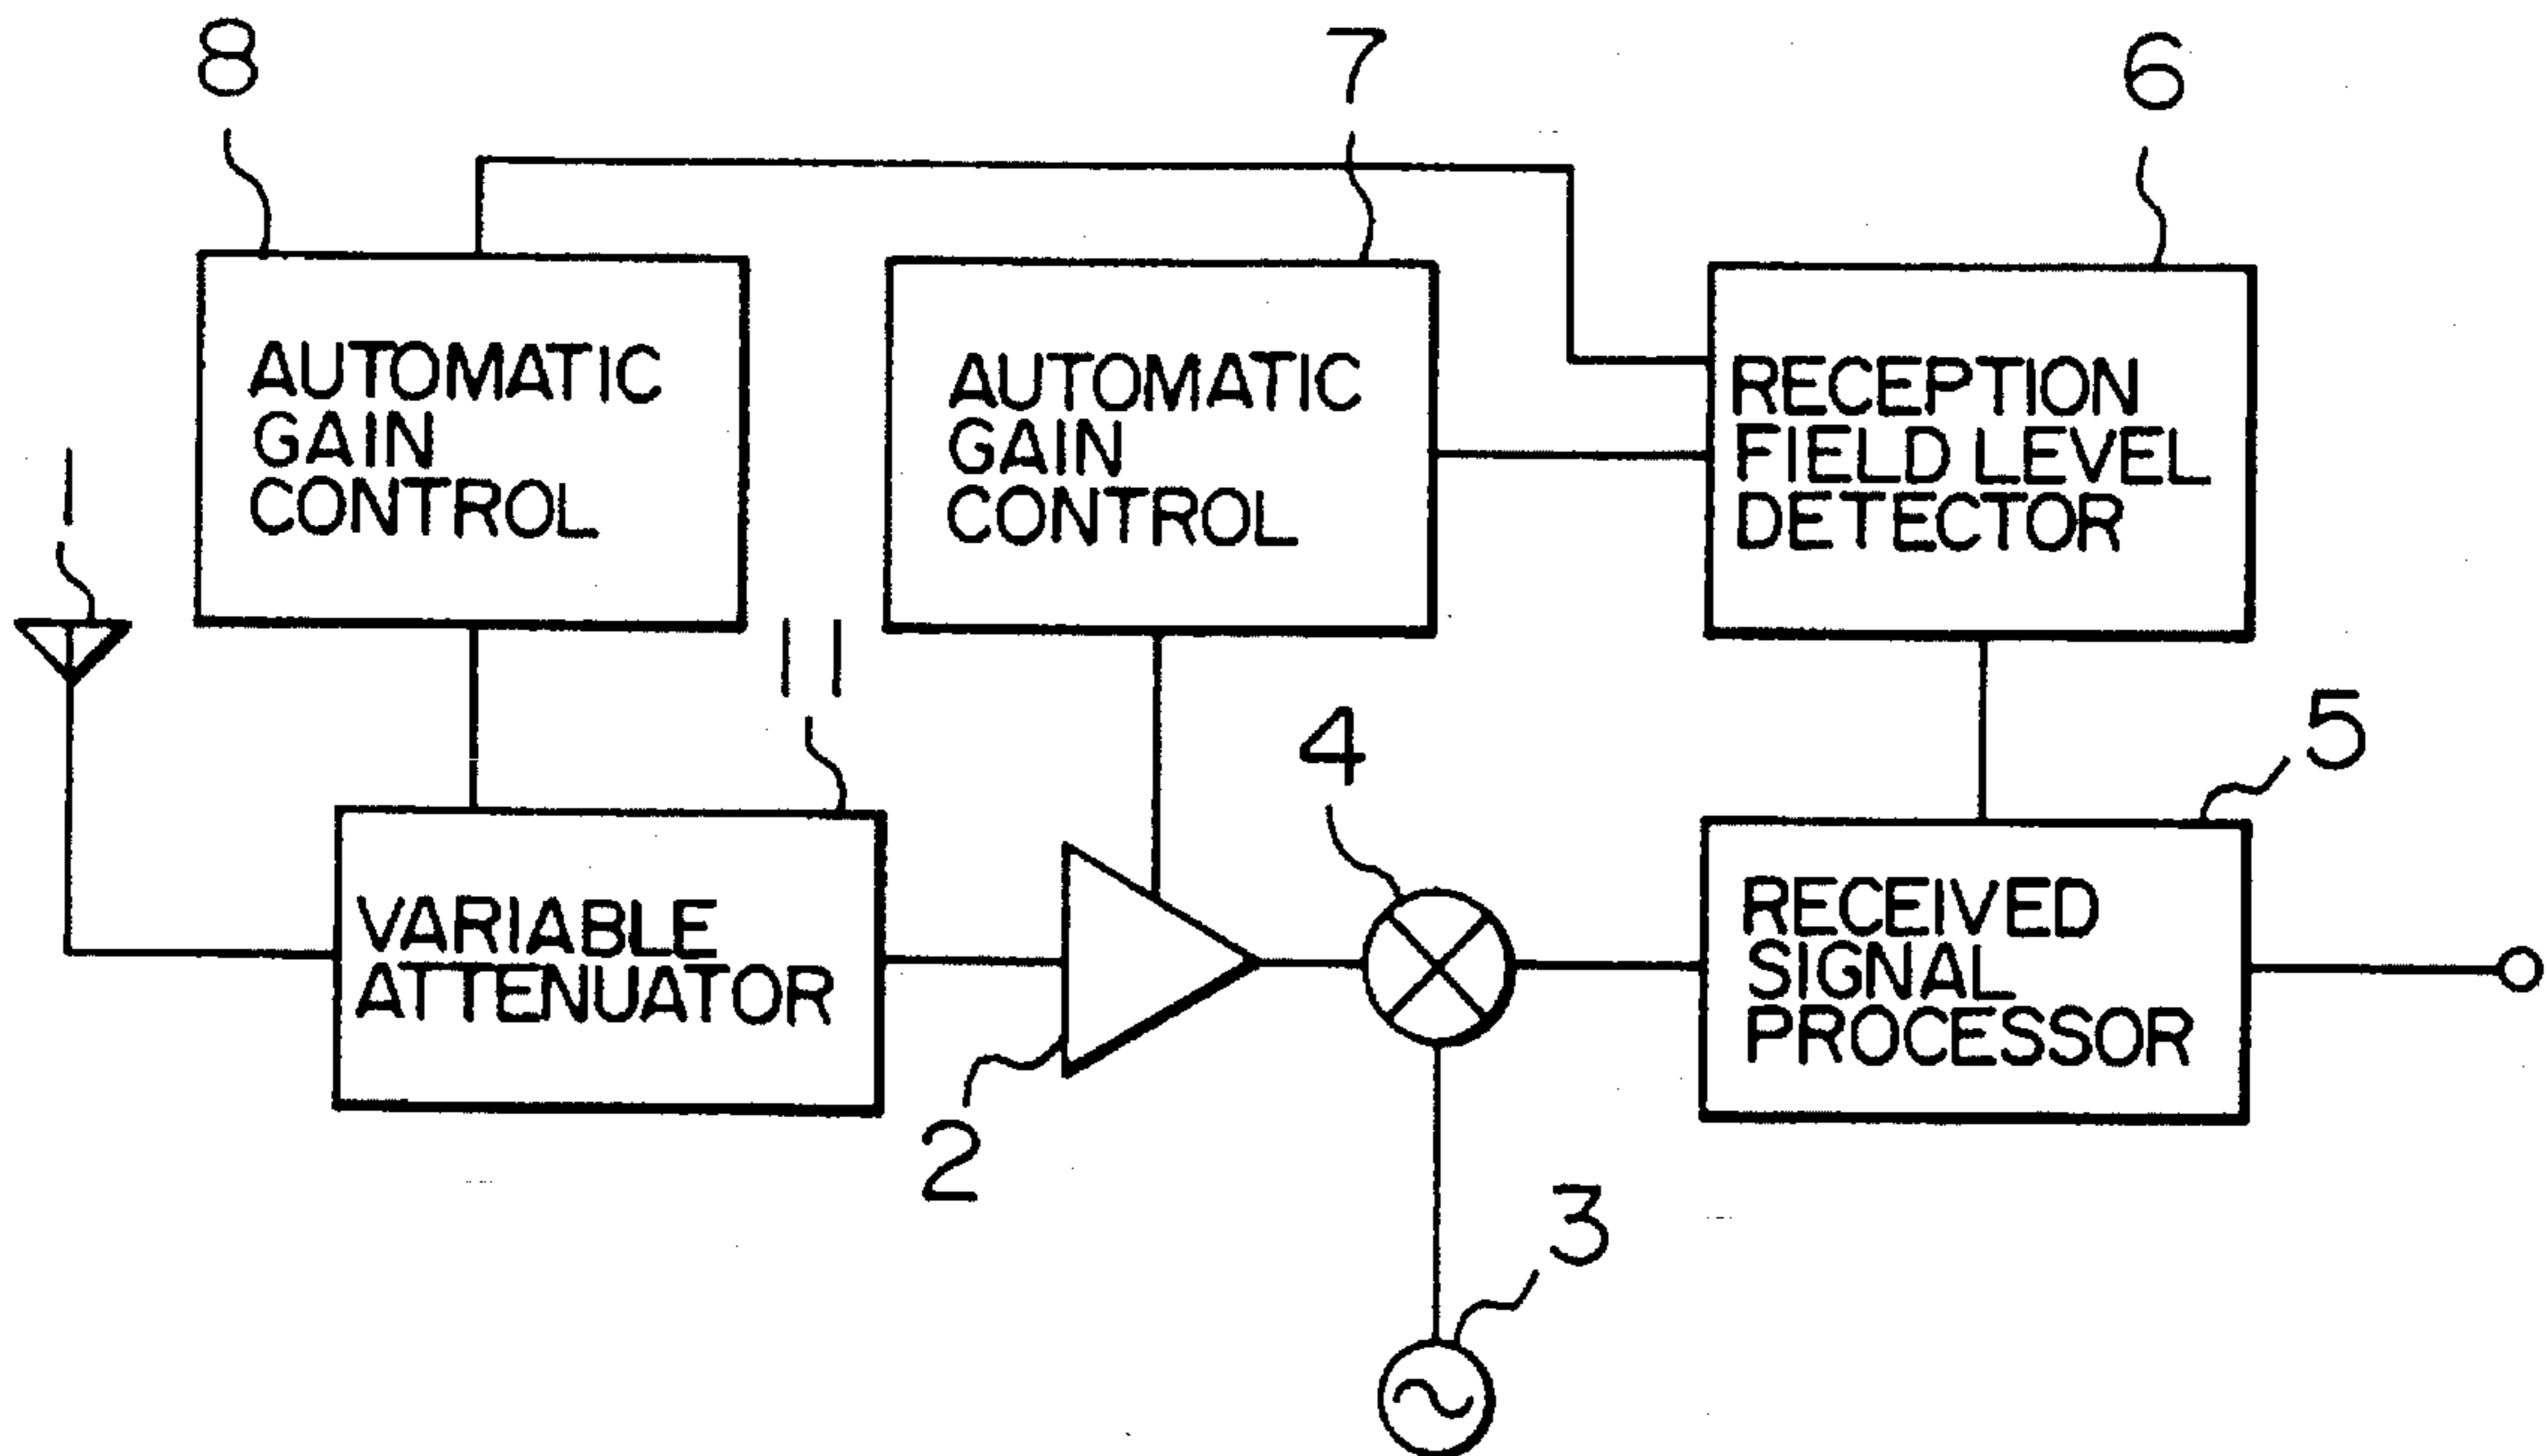 8
7
6
AUTOMATIC
GAIN
CONTROL
AUTOMATIC
GAIN
CONTROL
RECEPTION
FIELD LEVEL
DETECTOR
1
11
4
5
VARIABLE
ATTENUATOR
RECEIVED
SIGNAL
PROCESSOR
2
3